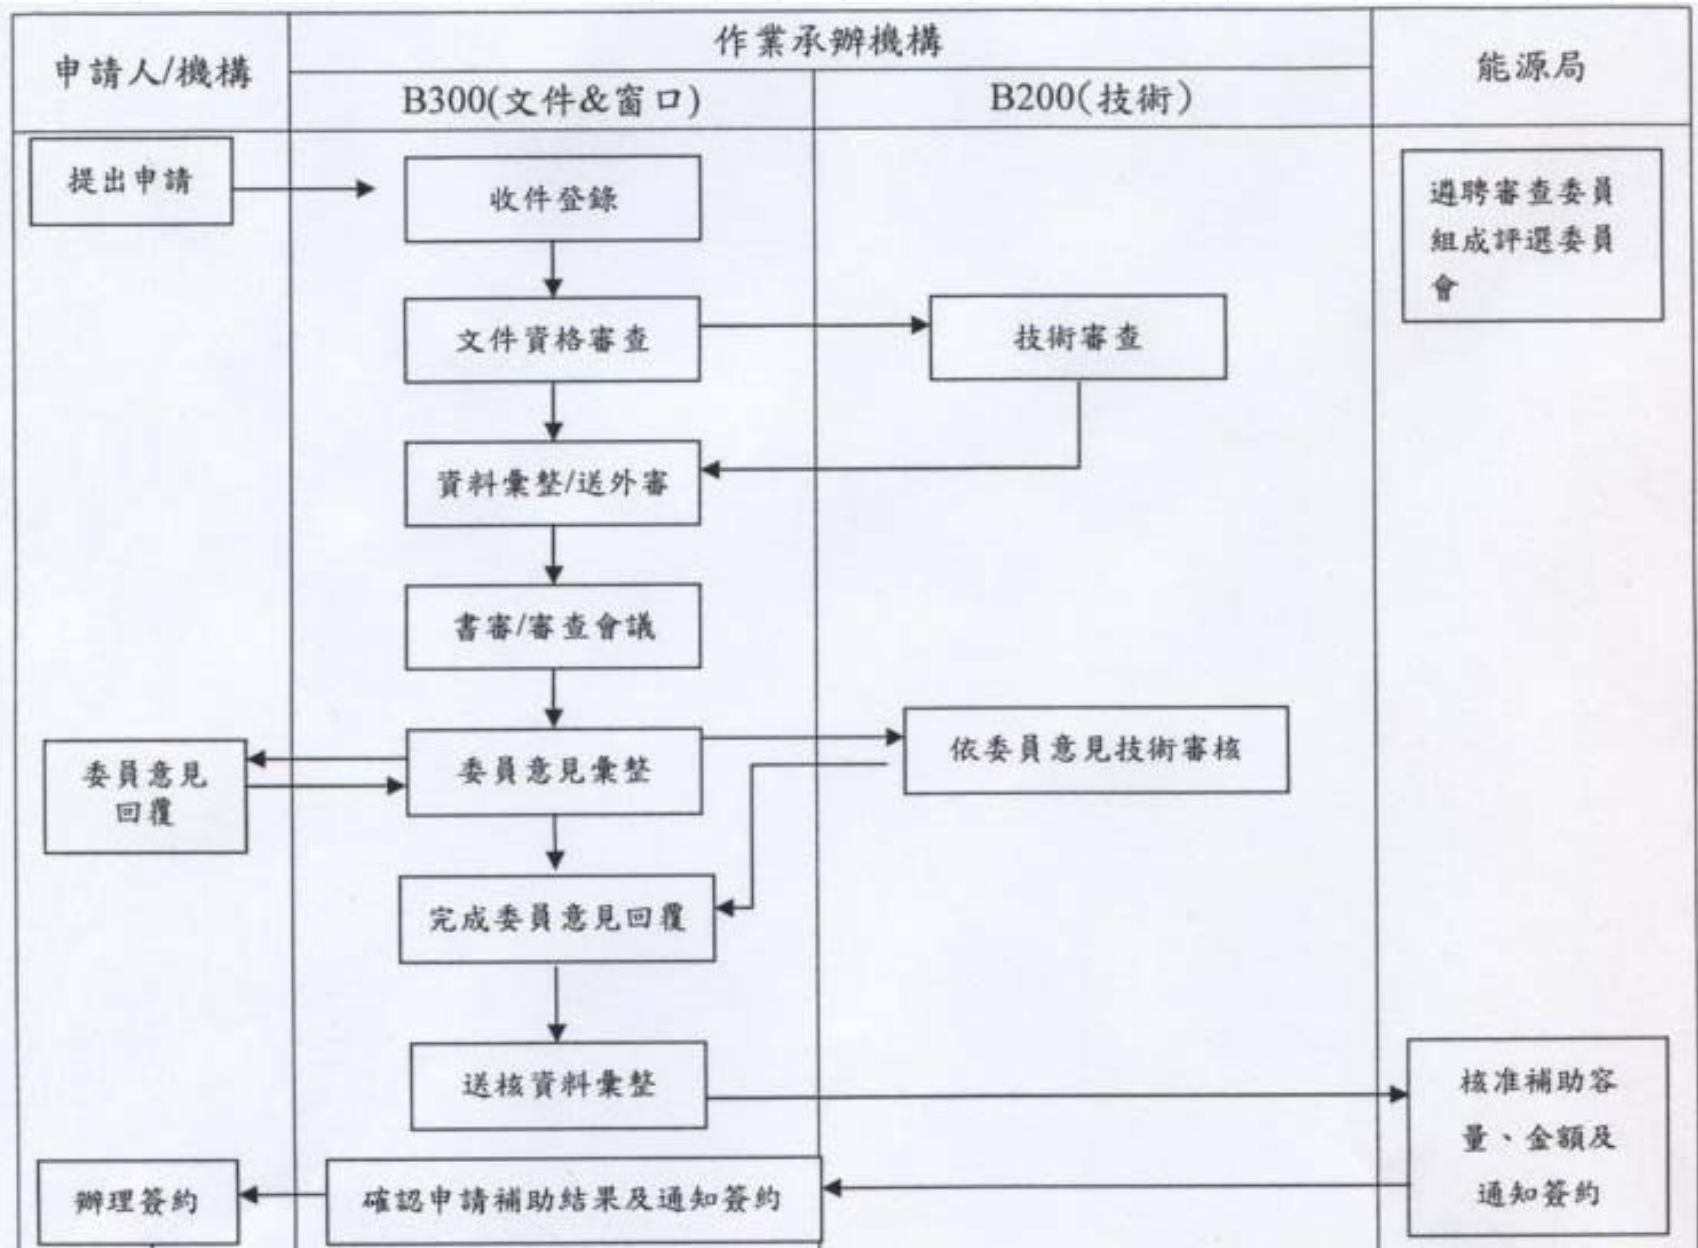 申請人/機構
作業承辦機構
能源局
B300(文件&窗口)
B200(技術)
提出申請
收件登錄
遴聘審查委員
組成評選委員
會
文件資格審查
技術審查
資料彙整/送外審
書審/審查會議
委員意見
回覆
委員意見彙整
依委員意見技術審核
完成委員意見回覆
送核資料彙整
核准補助容
量、金額及
通知簽約
辦理簽約
確認申請補助結果及通知簽約